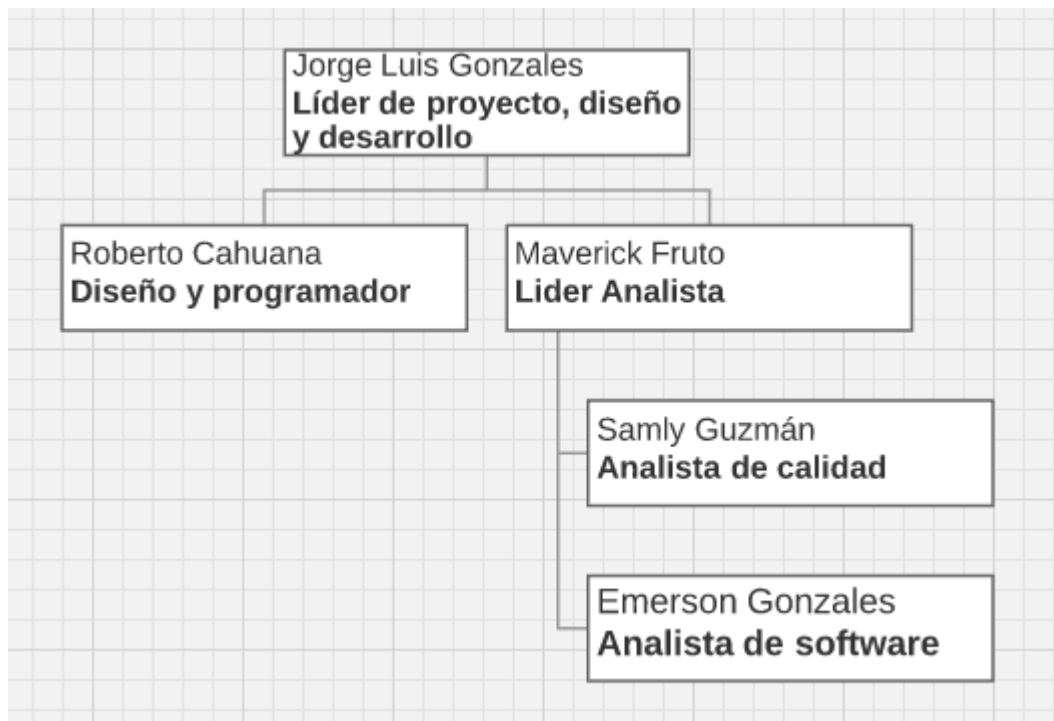 Jorge Luis Gonzales
Líder de proyecto, diseño
y desarrollo
Roberto Cahuana
Diseño y programador
Maverick Fruto
Lider Analista
Samly Guzmán
Analista de calidad
Emerson Gonzales
Analista de software